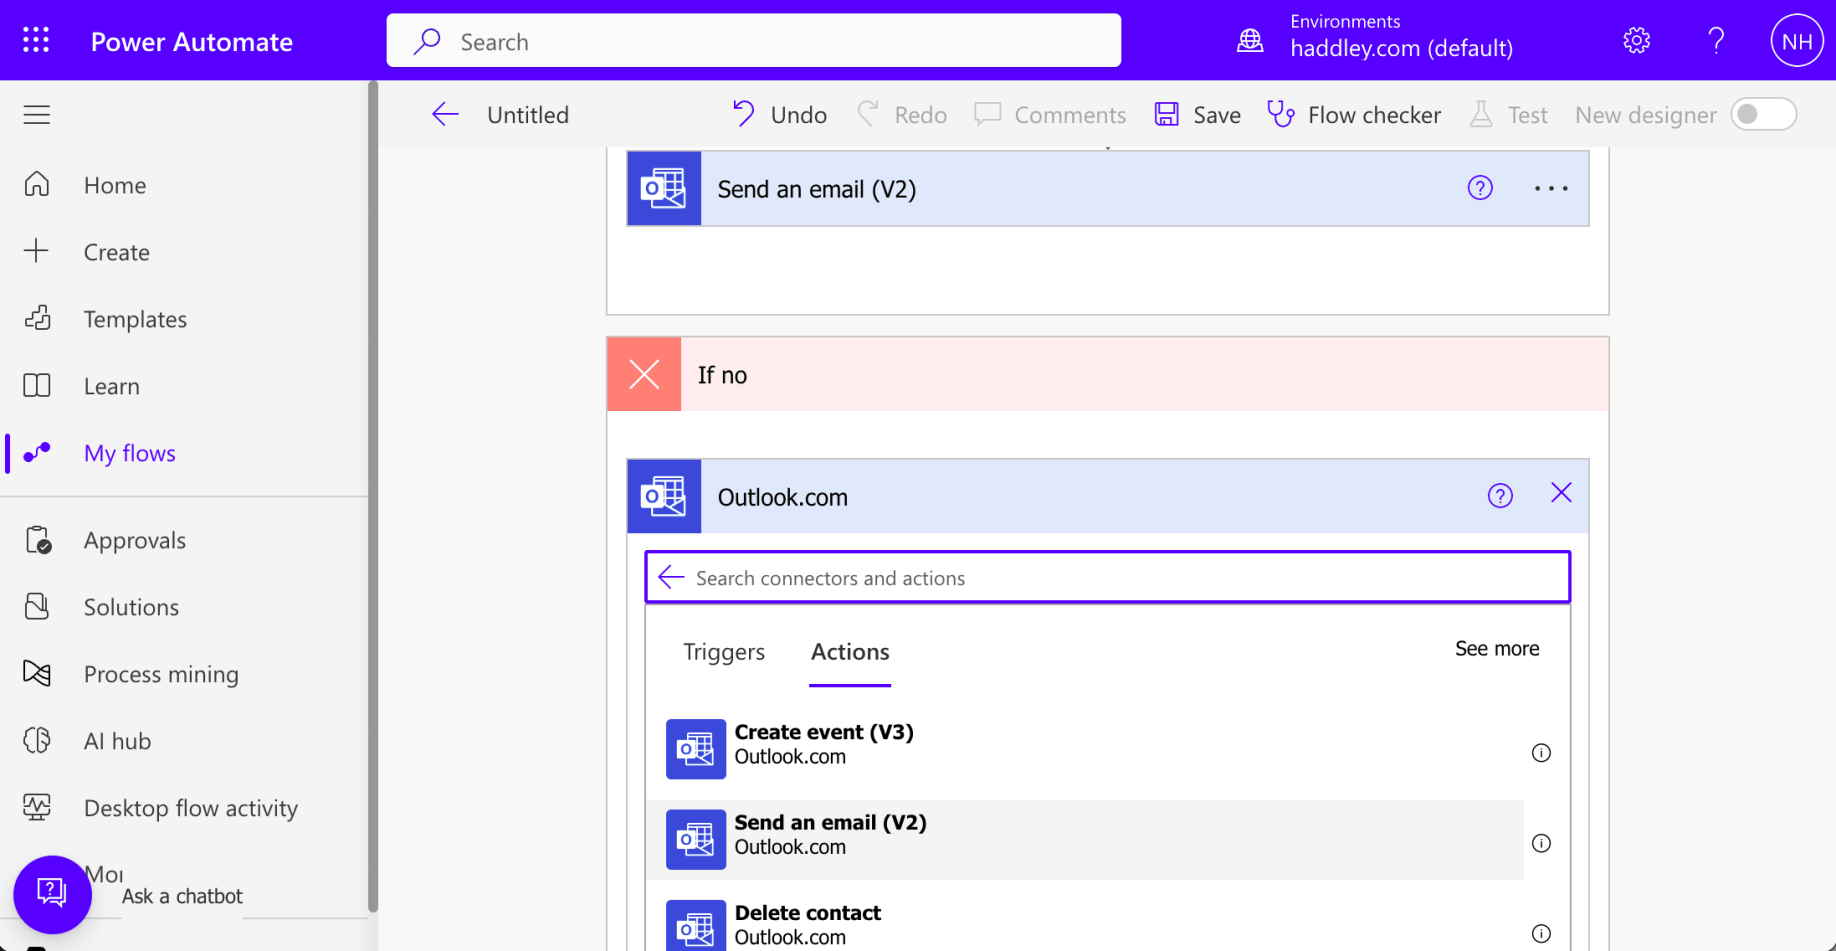 Power Automate
Search
Environments
haddley.com (default)
?
NH
Untitled
Undo
Redo
Comments
Save
Flow checker
Test
New designer
Home
Create
Templates
Learn
My flows
Approvals
Solutions
Process mining
AI hub
Desktop flow activity
Ask a chatbot
Send an email (V2)
If no
Outlook.com
Search connectors and actions
Triggers
Actions
See more
Create event (V3)
Outlook.com
Send an email (V2)
Outlook.com
Delete contact
Outlook.com